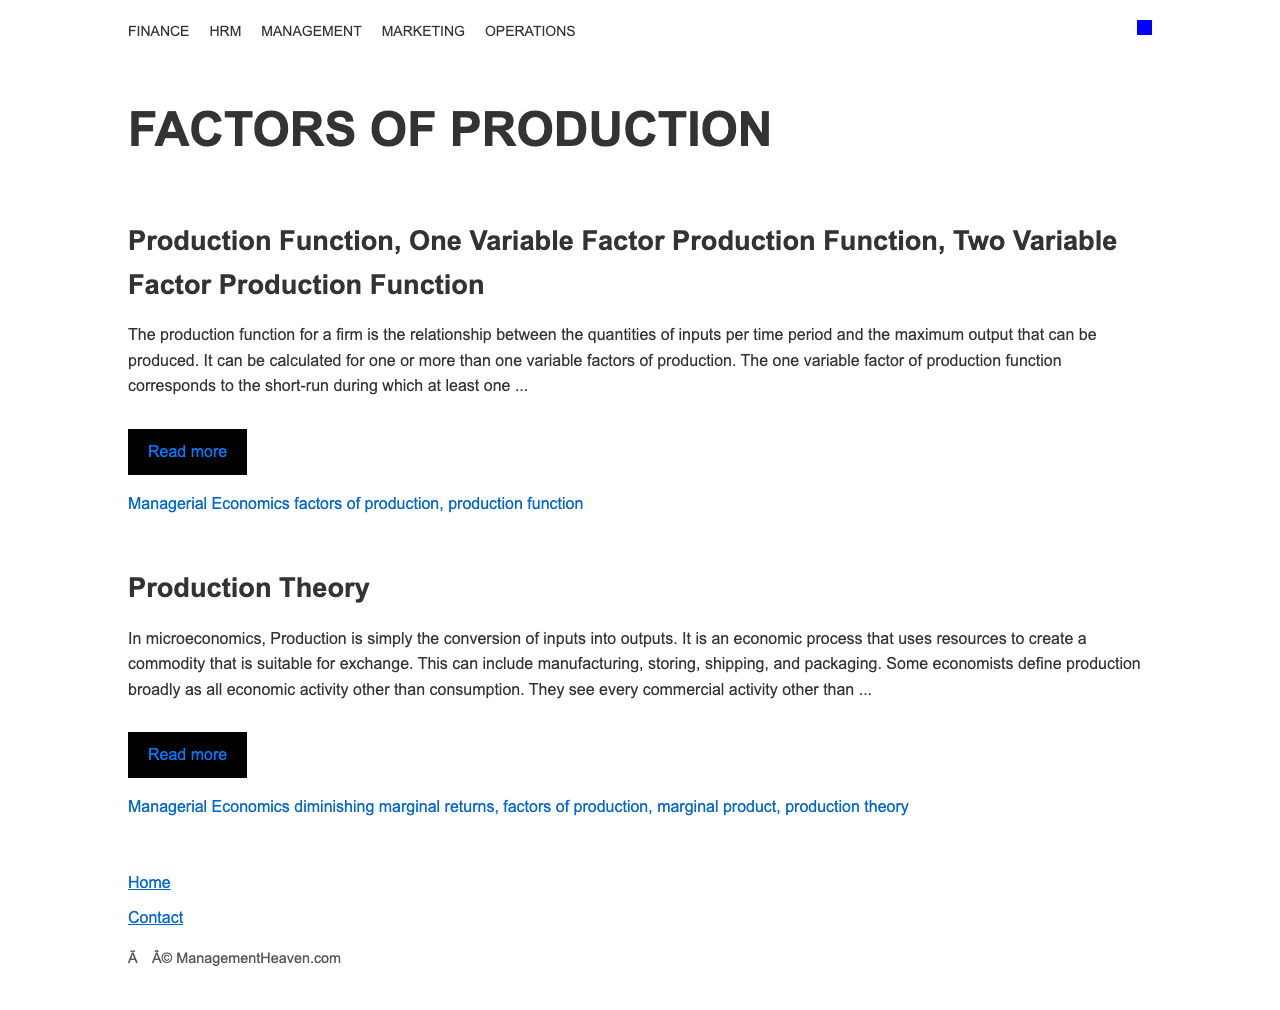 FINANCE HRM MANAGEMENT MARKETING OPERATIONS
FACTORS OF PRODUCTION
Production Function, One Variable Factor Production Function, Two Variable
Factor Production Function
The production function for a firm is the relationship between the quantities of inputs per time period and the maximum output that can be
produced. It can be calculated for one or more than one variable factors of production. The one variable factor of production function
corresponds to the short-run during which at least one ...
Read more
Managerial Economics factors of production, production function
Production Theory
In microeconomics, Production is simply the conversion of inputs into outputs. It is an economic process that uses resources to create a
commodity that is suitable for exchange. This can include manufacturing, storing, shipping, and packaging. Some economists define production
broadly as all economic activity other than consumption. They see every commercial activity other than ...
Read more
Managerial Economics diminishing marginal returns, factors of production, marginal product, production theory
Home
Contact
Ã Â© ManagementHeaven.com